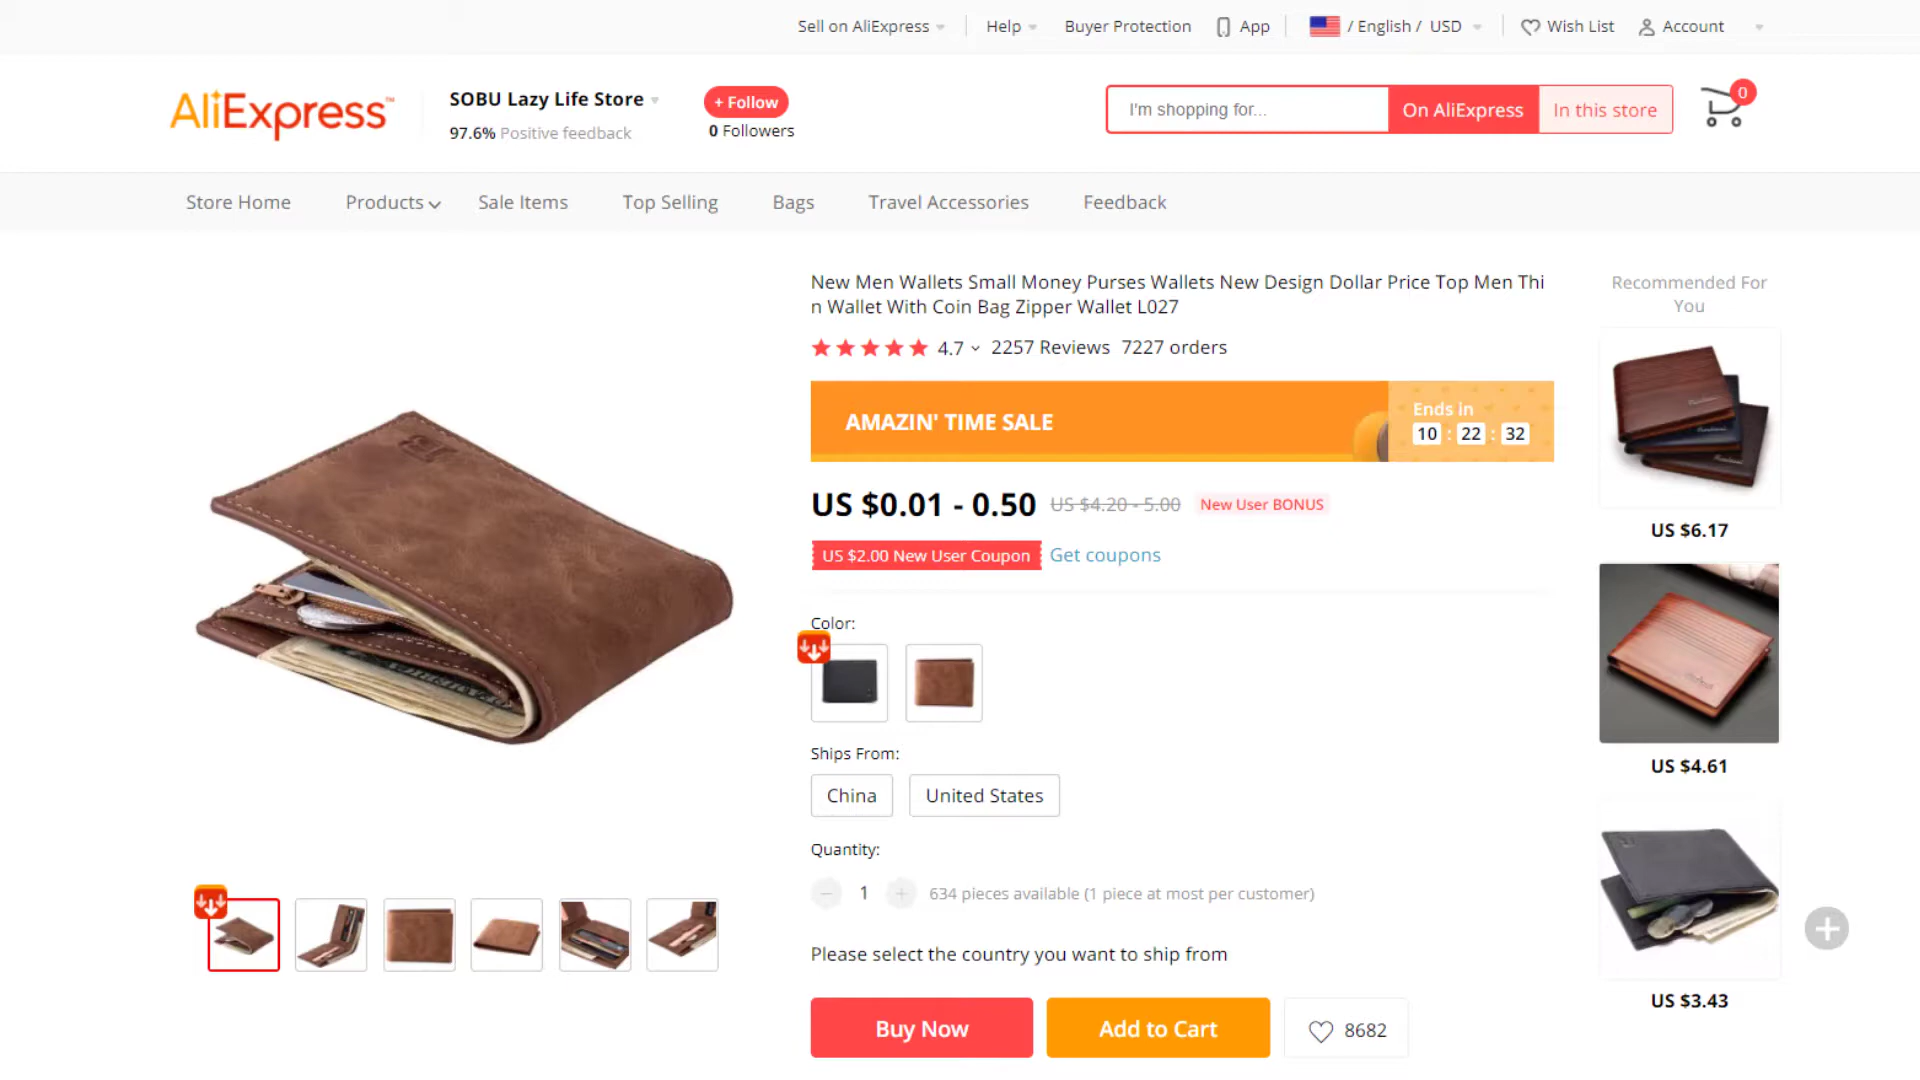 Sell on AliExpress
Help
Buyer Protection
App
/ English / USD
Wish List
Account
AliExpress™
SOBU Lazy Life Store
97.6% Positive feedback
+ Follow
0 Followers
I'm shopping for...
On AliExpress
In this store
0
Store Home
Products
Sale Items
Top Selling
Bags
Travel Accessories
Feedback
New Men Wallets Small Money Purses Wallets New Design Dollar Price Top Men Thi
n Wallet With Coin Bag Zipper Wallet L027
4.7 2257 Reviews 7227 orders
AMAZIN' TIME SALE
Ends in
10 : 22 : 32
US $0.01 - 0.50 US $4.20 - 5.00 New User BONUS
US $2.00 New User Coupon Get coupons
Color:
Ships From:
China
United States
Quantity:
1
634 pieces available (1 piece at most per customer)
Please select the country you want to ship from
Buy Now
Add to Cart
8682
Recommended For
You
US $6.17
US $4.61
US $3.43